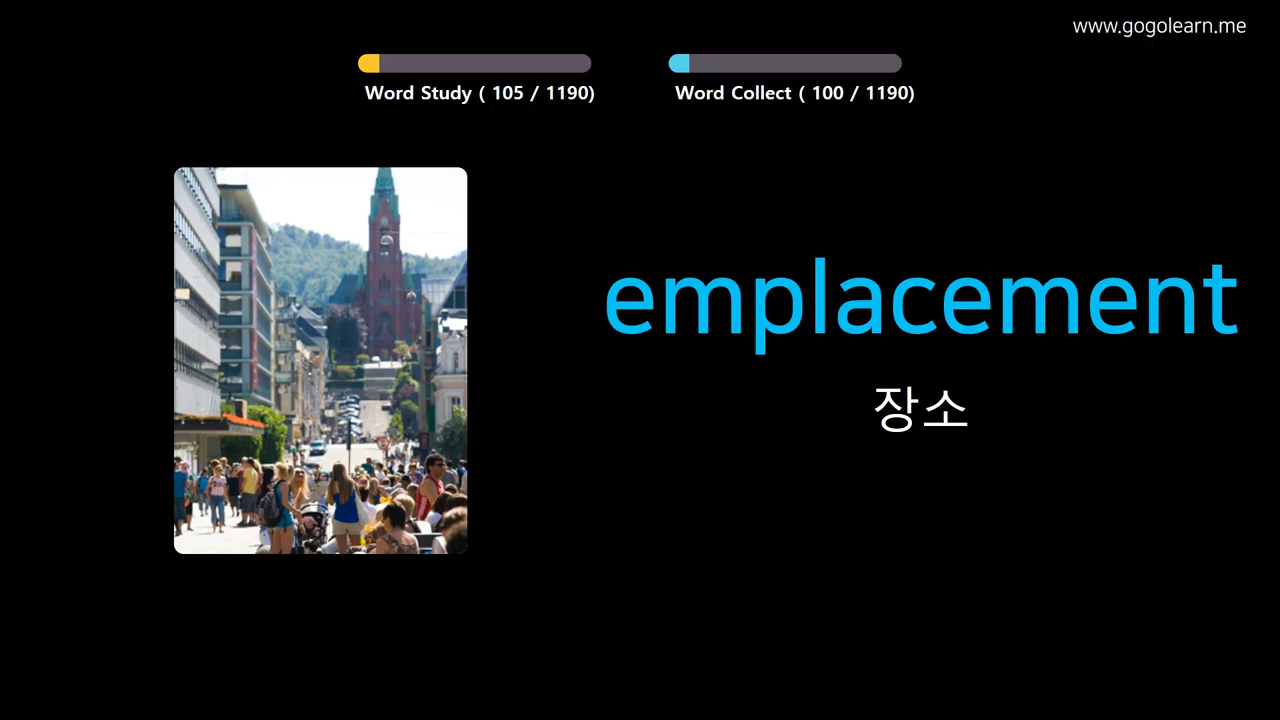 www.gogolearn.me
Word Study ( 105 / 1190)
Word Collect ( 100 / 1190)
emplacement
장소